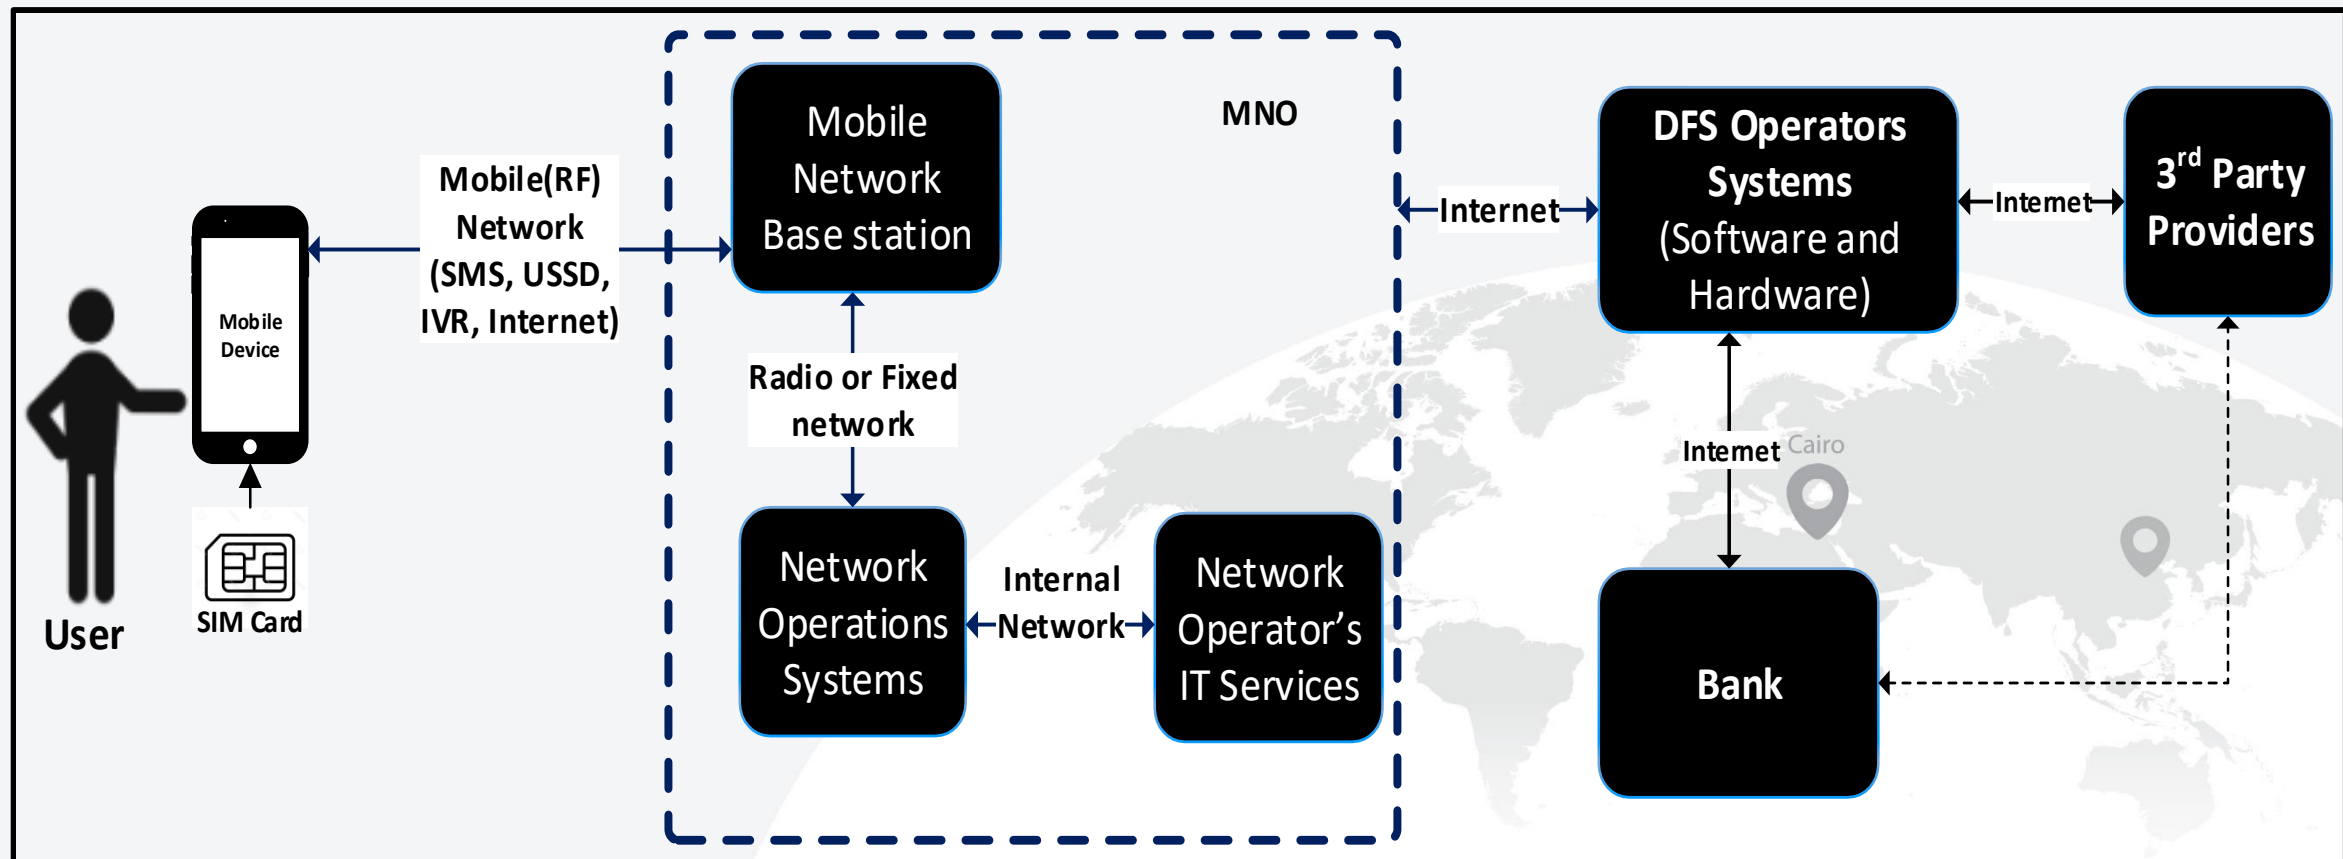 User
Mobile
Device
SIM Card
Mobile(RF)
Network
(SMS, USSD,
IVR, Internet)
MNO
Mobile
Network
Base station
Radio or Fixed
network
Network
Operations
Systems
Internal
Network
Network
Operator’s
IT Services
Internet
DFS Operators
Systems
(Software and
Hardware)
Internet
3rd Party
Providers
Internet
Cairo
Bank